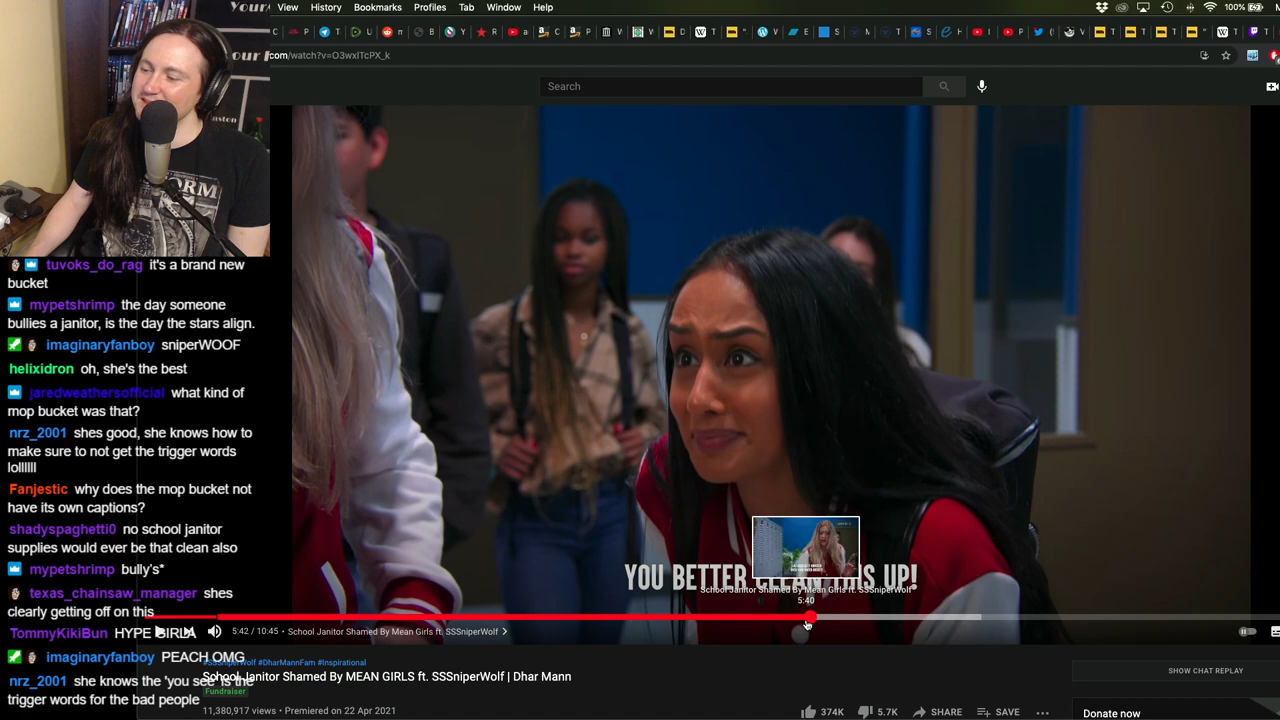 View History Bookmarks Profiles Tab Window Help
100%
com/watch?v=O3wxITcPX_k
Search
tuvoks_do_rag it's a brand new
bucket
mypetshrimp the day someone
bullies a janitor, is the day the stars align.
imaginaryfanboy sniperWOOF
helixidron oh, she's the best
jaredweathersofficial what kind of
mop bucket was that?
nrz_2001 shes good, she knows how to
make sure to not get the trigger words
lolllllll
Fanjestic why does the mop bucket not
have its own captions?
shadyspaghetti0 no school janitor
supplies would ever be that clean also
mypetshrimp bully's*
texas_chainsaw_manager shes
clearly getting off on this
TommyKikiBun HYPE GIRL
imaginaryfanboy PEACH OMG
nrz_2001 she knows the 'you see' is the
trigger words for the bad people
YOU BETTER CLEAN THIS UP!
School Janitor Shamed By Mean Girls ft. SSSniperWolf
5:40
5:42 / 10:45 • School Janitor Shamed By Mean Girls ft. SSSniperWolf
#SSSniperWolf #DharMannFam #Inspirational
School Janitor Shamed By MEAN GIRLS ft. SSSniperWolf | Dhar Mann
Fundraiser
11,380,917 views • Premiered on 22 Apr 2021
374K 5.7K SHARE SAVE
SHOW CHAT REPLAY
Donate now